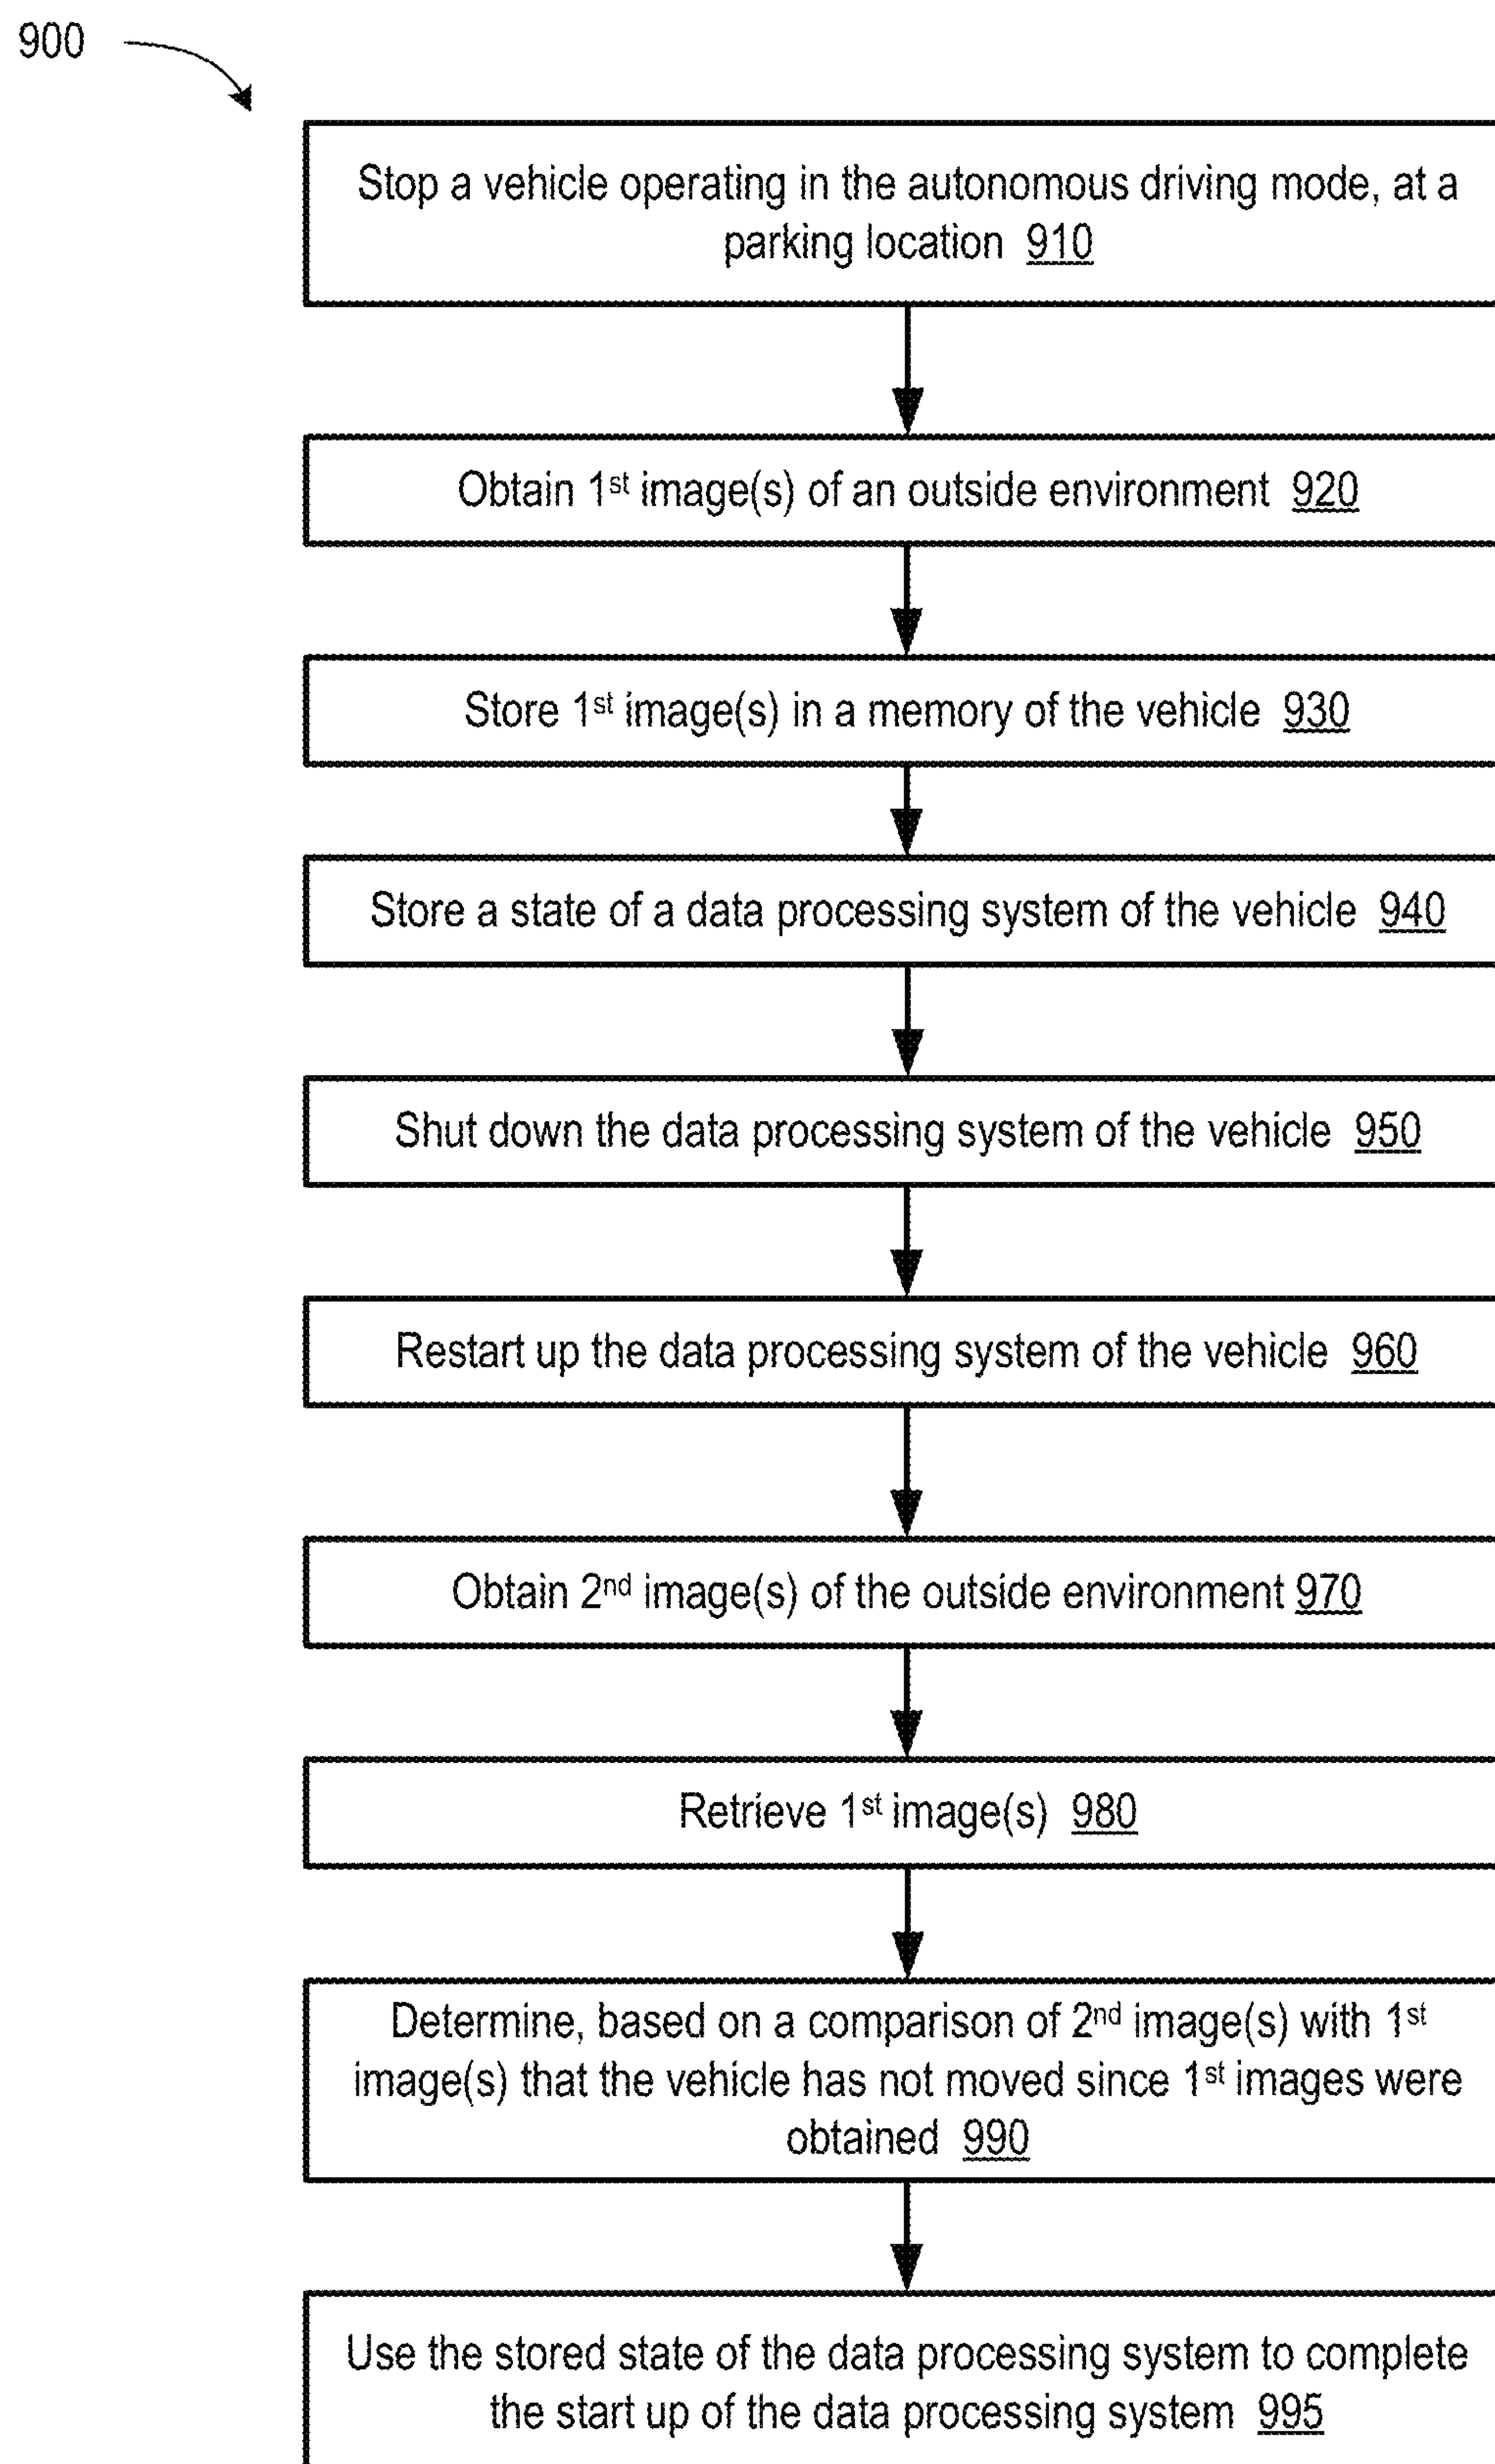 900
Stop a vehicle operating in the autonomous driving mode, at a
parking location 910
Obtain 1st image(s) of an outside environment 920
Store 1st image(s) in a memory of the vehicle 930
Store a state of a data processing system of the vehicle 940
Shut down the data processing system of the vehicle 950
Restart up the data processing system of the vehicle 960
Obtain 2nd image(s) of the outside environment 970
Retrieve 1st image(s) 980
Determine, based on a comparison of 2nd image(s) with 1st
image(s) that the vehicle has not moved since 1st images were
obtained 990
Use the stored state of the data processing system to complete
the start up of the data processing system 995